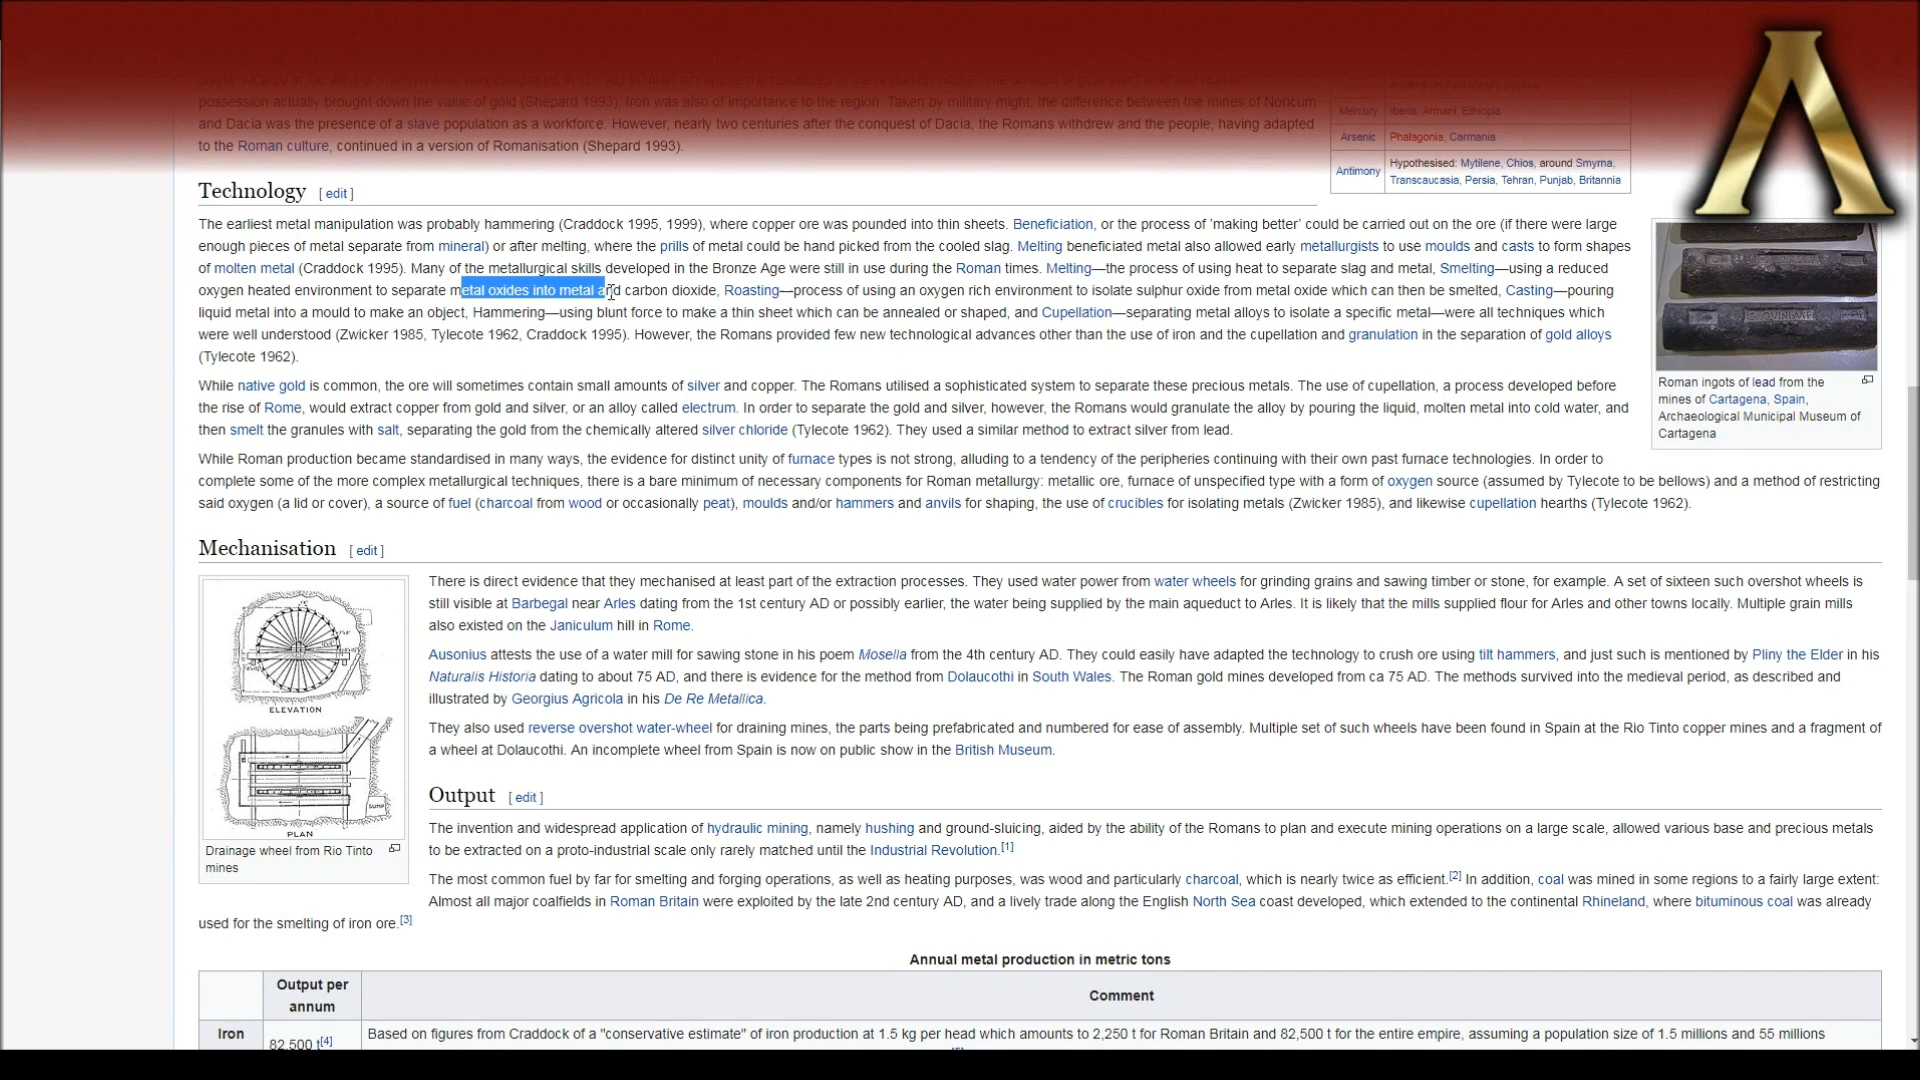 possession actually brought down the value of gold (Shepard 1993). Iron was also of importance to the region. Taken by military might, the difference between the mines of Noricum
and Dacia was the presence of a slave population as a workforce. However, nearly two centuries after the conquest of Dacia, the Romans withdrew and the people, having adapted
to the Roman culture, continued in a version of Romanisation (Shepard 1993).
Mercury Iberia, Armani, Ethiopia
Arsenic Phalagonia, Carmania
Antimony Hypothesised: Mytilene, Chios, around Smyrna,
Transcaucasia, Persia, Tehran, Punjab, Britannia
Technology [ edit ]
The earliest metal manipulation was probably hammering (Craddock 1995, 1999), where copper ore was pounded into thin sheets. Beneficiation, or the process of 'making better' could be carried out on the ore (if there were large
enough pieces of metal separate from mineral) or after melting, where the prills of metal could be hand picked from the cooled slag. Melting beneficiated metal also allowed early metallurgists to use moulds and casts to form shapes
of molten metal (Craddock 1995). Many of the metallurgical skills developed in the Bronze Age were still in use during the Roman times. Melting—the process of using heat to separate slag and metal, Smelting—using a reduced
oxygen heated environment to separate metal oxides into metal and carbon dioxide, Roasting—process of using an oxygen rich environment to isolate sulphur oxide from metal oxide which can then be smelted, Casting—pouring
liquid metal into a mould to make an object, Hammering—using blunt force to make a thin sheet which can be annealed or shaped, and Cupellation—separating metal alloys to isolate a specific metal—were all techniques which
were well understood (Zwicker 1985, Tylecote 1962, Craddock 1995). However, the Romans provided few new technological advances other than the use of iron and the cupellation and granulation in the separation of gold alloys
(Tylecote 1962).
While native gold is common, the ore will sometimes contain small amounts of silver and copper. The Romans utilised a sophisticated system to separate these precious metals. The use of cupellation, a process developed before
the rise of Rome, would extract copper from gold and silver, or an alloy called electrum. In order to separate the gold and silver, however, the Romans would granulate the alloy by pouring the liquid, molten metal into cold water, and
then smelt the granules with salt, separating the gold from the chemically altered silver chloride (Tylecote 1962). They used a similar method to extract silver from lead.
While Roman production became standardised in many ways, the evidence for distinct unity of furnace types is not strong, alluding to a tendency of the peripheries continuing with their own past furnace technologies. In order to
complete some of the more complex metallurgical techniques, there is a bare minimum of necessary components for Roman metallurgy: metallic ore, furnace of unspecified type with a form of oxygen source (assumed by Tylecote to be bellows) and a method of restricting
said oxygen (a lid or cover), a source of fuel (charcoal from wood or occasionally peat), moulds and/or hammers and anvils for shaping, the use of crucibles for isolating metals (Zwicker 1985), and likewise cupellation hearths (Tylecote 1962).
Roman ingots of lead from the
mines of Cartagena, Spain,
Archaeological Municipal Museum of
Cartagena
Mechanisation [ edit ]
ELEVATION
SUMP
PLAN
Drainage wheel from Rio Tinto
mines
There is direct evidence that they mechanised at least part of the extraction processes. They used water power from water wheels for grinding grains and sawing timber or stone, for example. A set of sixteen such overshot wheels is
still visible at Barbegal near Arles dating from the 1st century AD or possibly earlier, the water being supplied by the main aqueduct to Arles. It is likely that the mills supplied flour for Arles and other towns locally. Multiple grain mills
also existed on the Janiculum hill in Rome.
Ausonius attests the use of a water mill for sawing stone in his poem Mosella from the 4th century AD. They could easily have adapted the technology to crush ore using tilt hammers, and just such is mentioned by Pliny the Elder in his
Naturalis Historia dating to about 75 AD, and there is evidence for the method from Dolaucothi in South Wales. The Roman gold mines developed from ca 75 AD. The methods survived into the medieval period, as described and
illustrated by Georgius Agricola in his De Re Metallica.
They also used reverse overshot water-wheel for draining mines, the parts being prefabricated and numbered for ease of assembly. Multiple set of such wheels have been found in Spain at the Rio Tinto copper mines and a fragment of
a wheel at Dolaucothi. An incomplete wheel from Spain is now on public show in the British Museum.
Output [ edit ]
The invention and widespread application of hydraulic mining, namely hushing and ground-sluicing, aided by the ability of the Romans to plan and execute mining operations on a large scale, allowed various base and precious metals
to be extracted on a proto-industrial scale only rarely matched until the Industrial Revolution.[1]
The most common fuel by far for smelting and forging operations, as well as heating purposes, was wood and particularly charcoal, which is nearly twice as efficient.[2] In addition, coal was mined in some regions to a fairly large extent:
Almost all major coalfields in Roman Britain were exploited by the late 2nd century AD, and a lively trade along the English North Sea coast developed, which extended to the continental Rhineland, where bituminous coal was already
used for the smelting of iron ore.[3]
Annual metal production in metric tons
Output per
annum
Comment
Iron 82,500 t[4] Based on figures from Craddock of a "conservative estimate" of iron production at 1.5 kg per head which amounts to 2,250 t for Roman Britain and 82,500 t for the entire empire, assuming a population size of 1.5 millions and 55 millions